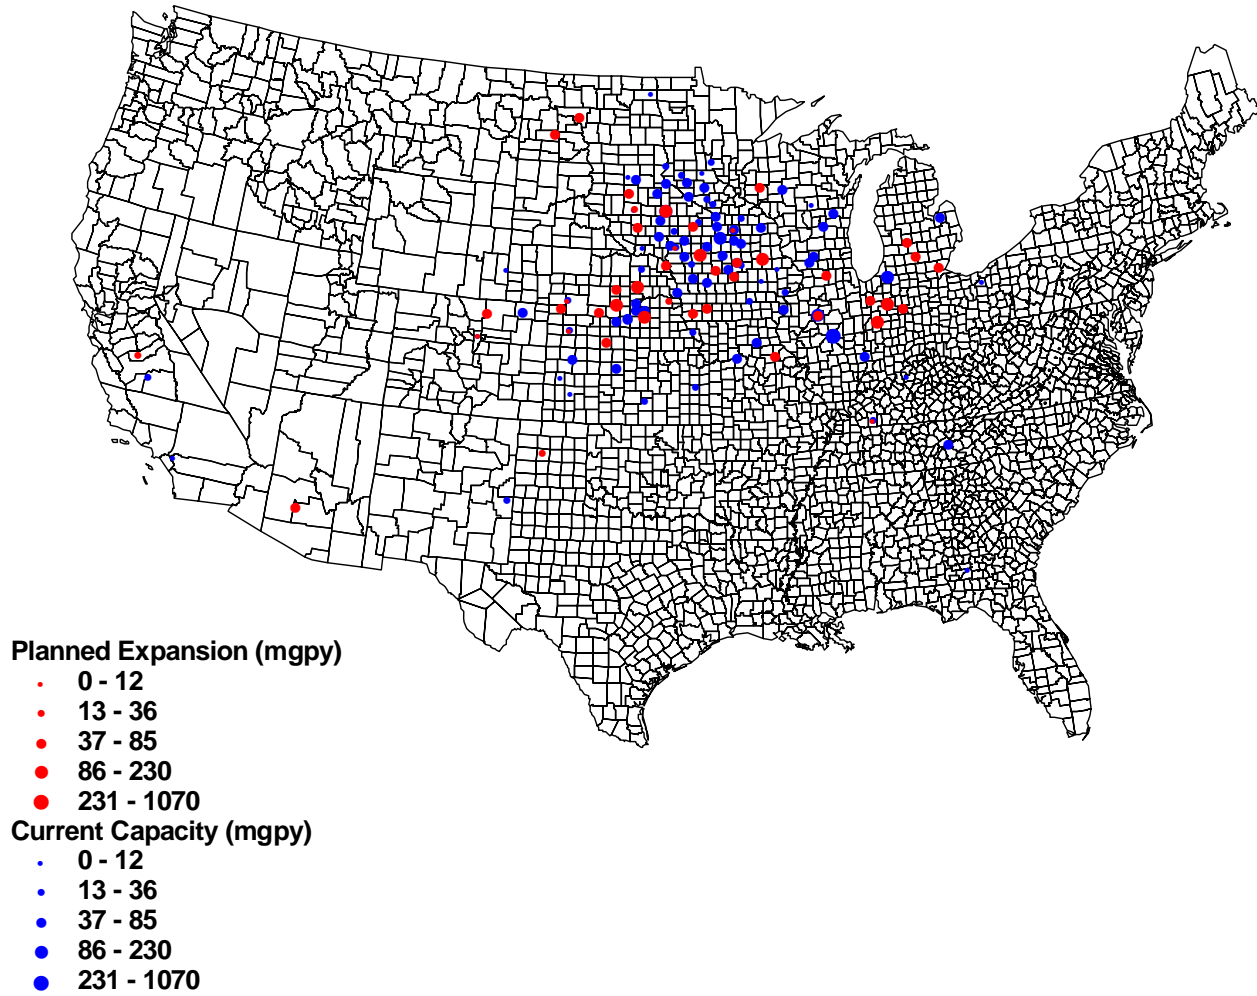 Planned Expansion (mgpy)
0 - 12
13 - 36
37 - 85
86 - 230
231 - 1070
Current Capacity (mgpy)
0 - 12
13 - 36
37 - 85
86 - 230
231 - 1070